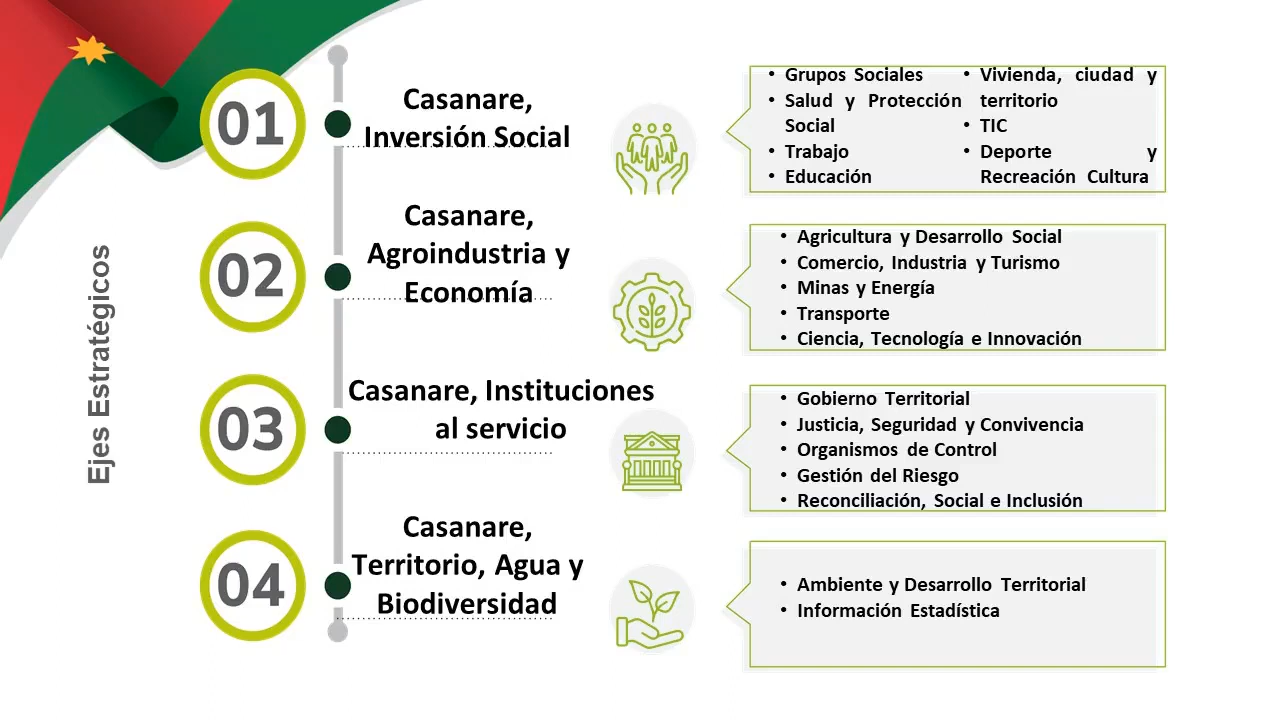 Ejes Estratégicos
01
Casanare,
Inversión Social
• Grupos Sociales
• Salud y Protección
Social
• Trabajo
• Educación
• Vivienda, ciudad y
territorio
• TIC
• Deporte y
Recreación Cultura
02
Casanare,
Agroindustria y
Economía
• Agricultura y Desarrollo Social
• Comercio, Industria y Turismo
• Minas y Energía
• Transporte
• Ciencia, Tecnología e Innovación
03
Casanare, Instituciones
al servicio
• Gobierno Territorial
• Justicia, Seguridad y Convivencia
• Organismos de Control
• Gestión del Riesgo
• Reconciliación, Social e Inclusión
04
Casanare,
Territorio, Agua y
Biodiversidad
• Ambiente y Desarrollo Territorial
• Información Estadística